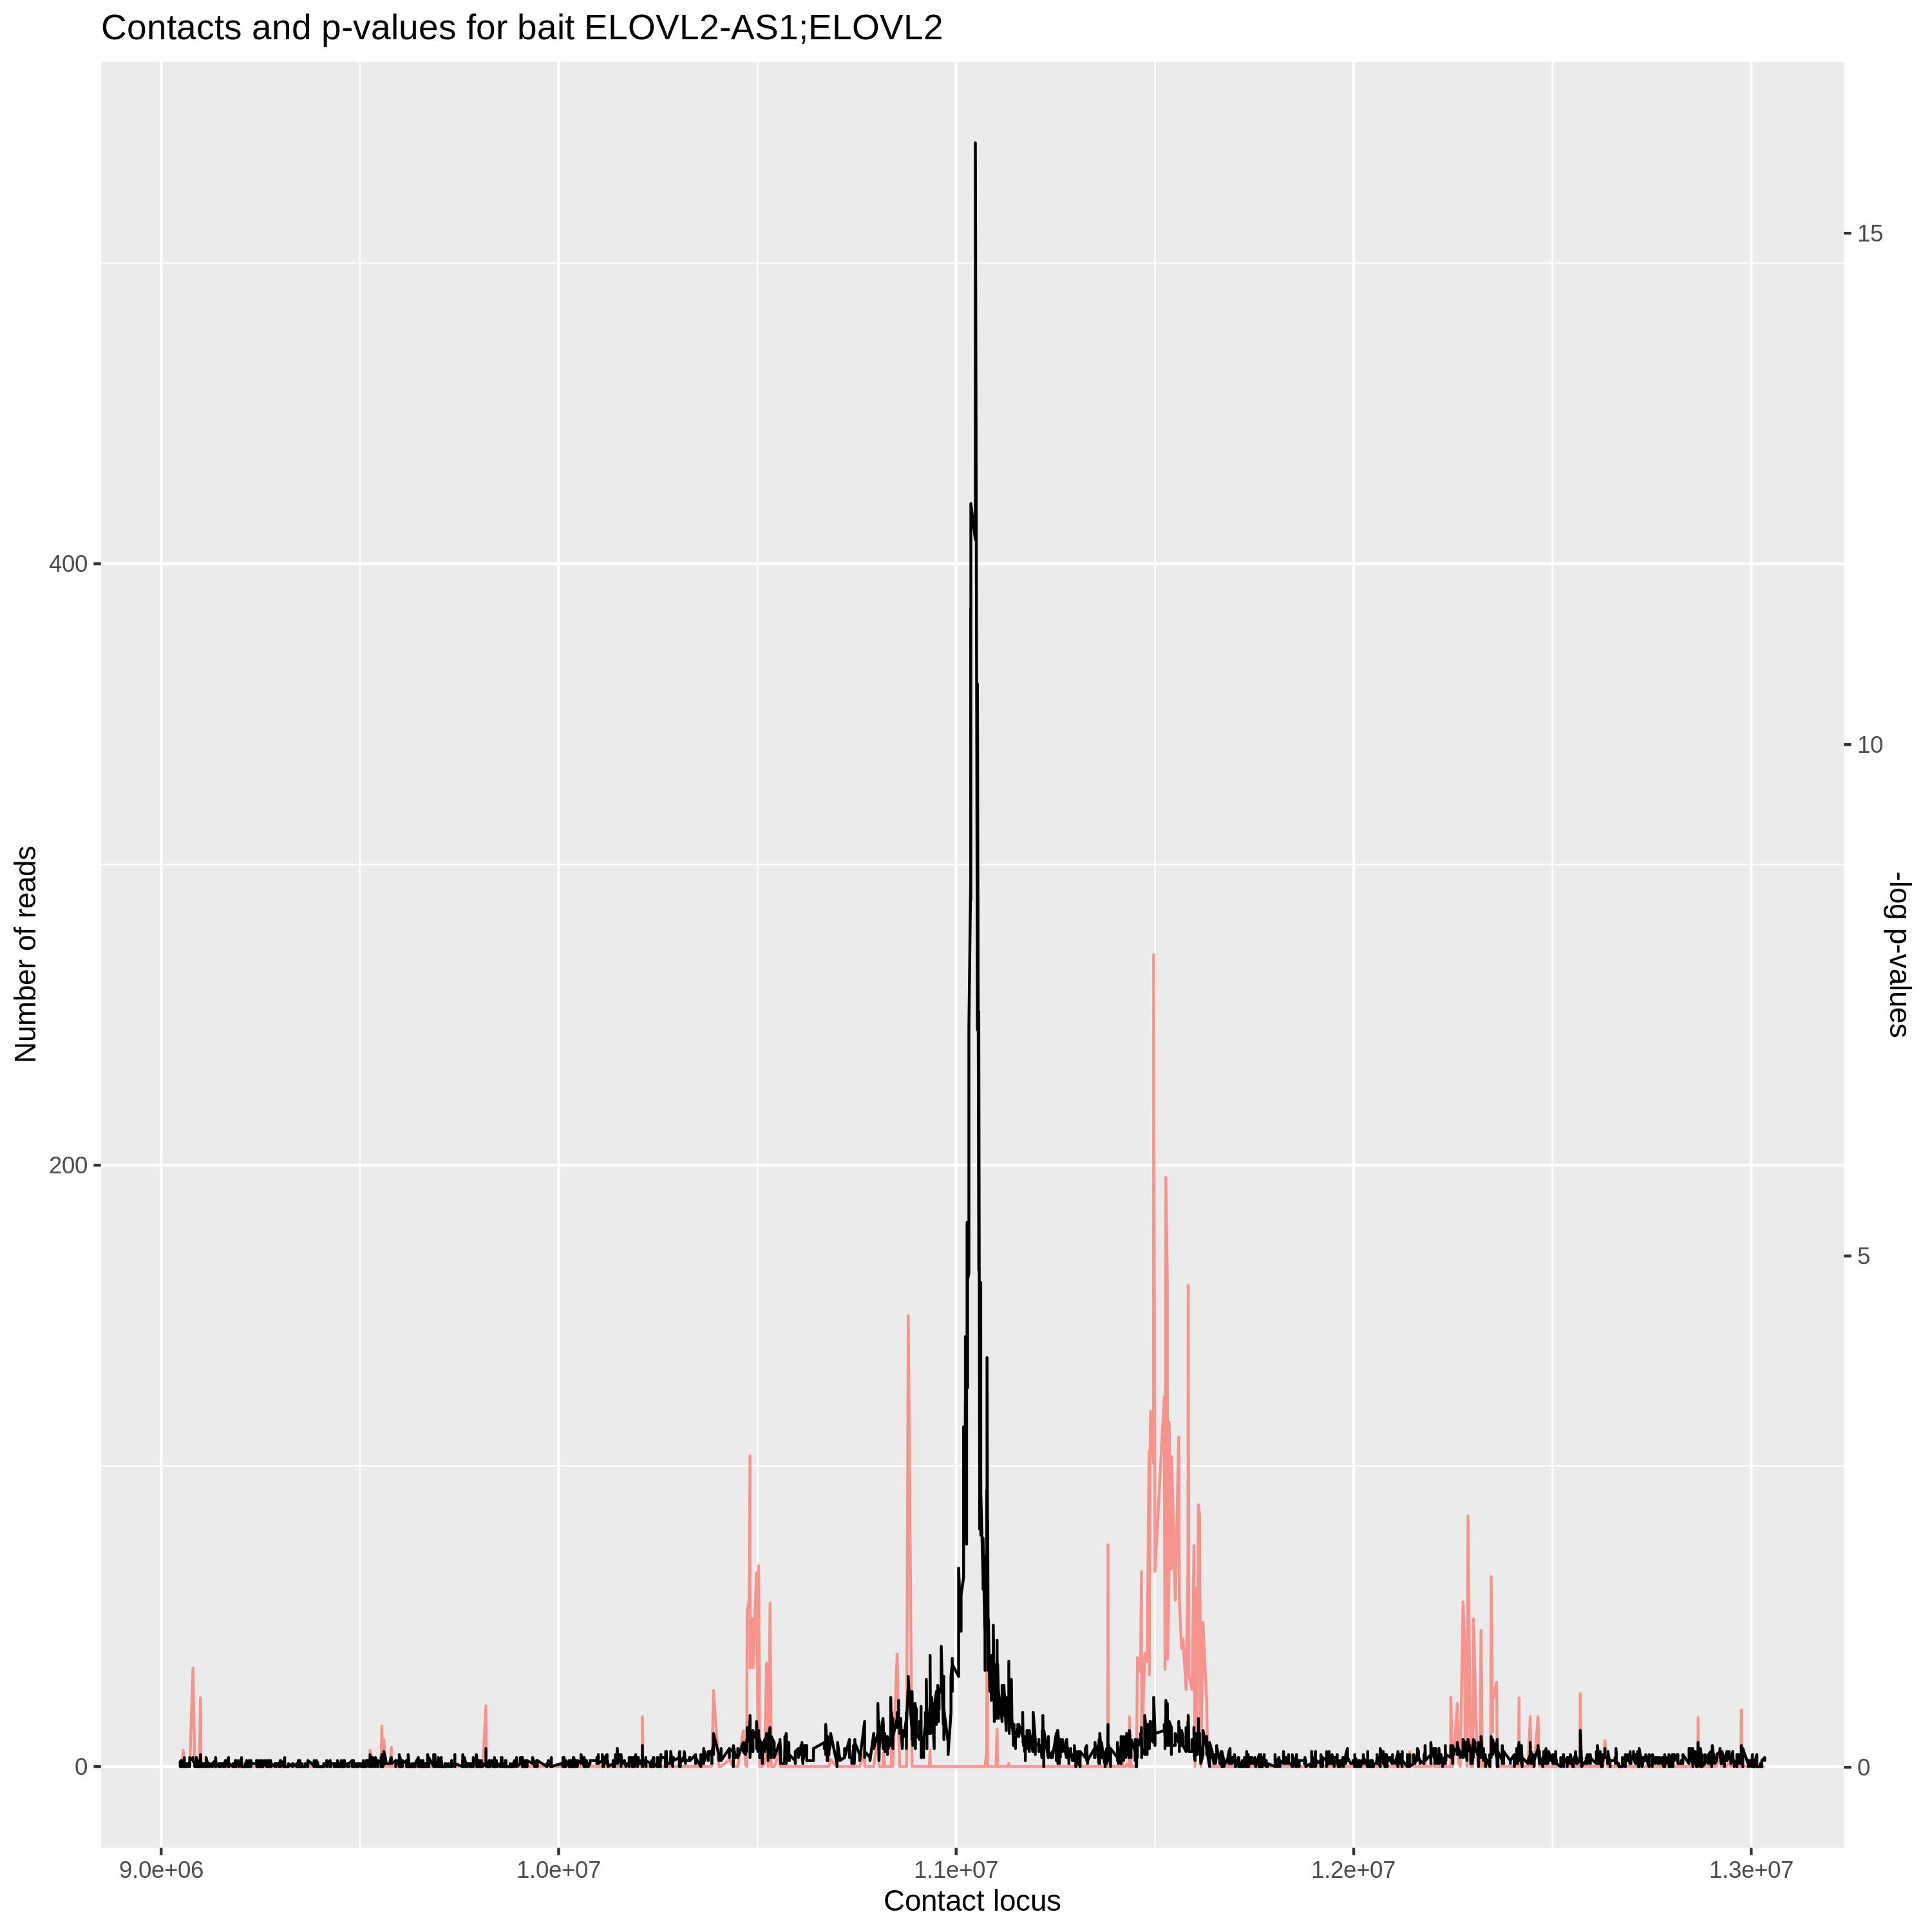 Contacts and p-values for bait ELOVL2-AS1;ELOVL2
15
400
10
Number of reads
-log p-values
200
5
0
0
9.0e+06
1.0e+07
1.1e+07
1.2e+07
1.3e+07
Contact locus